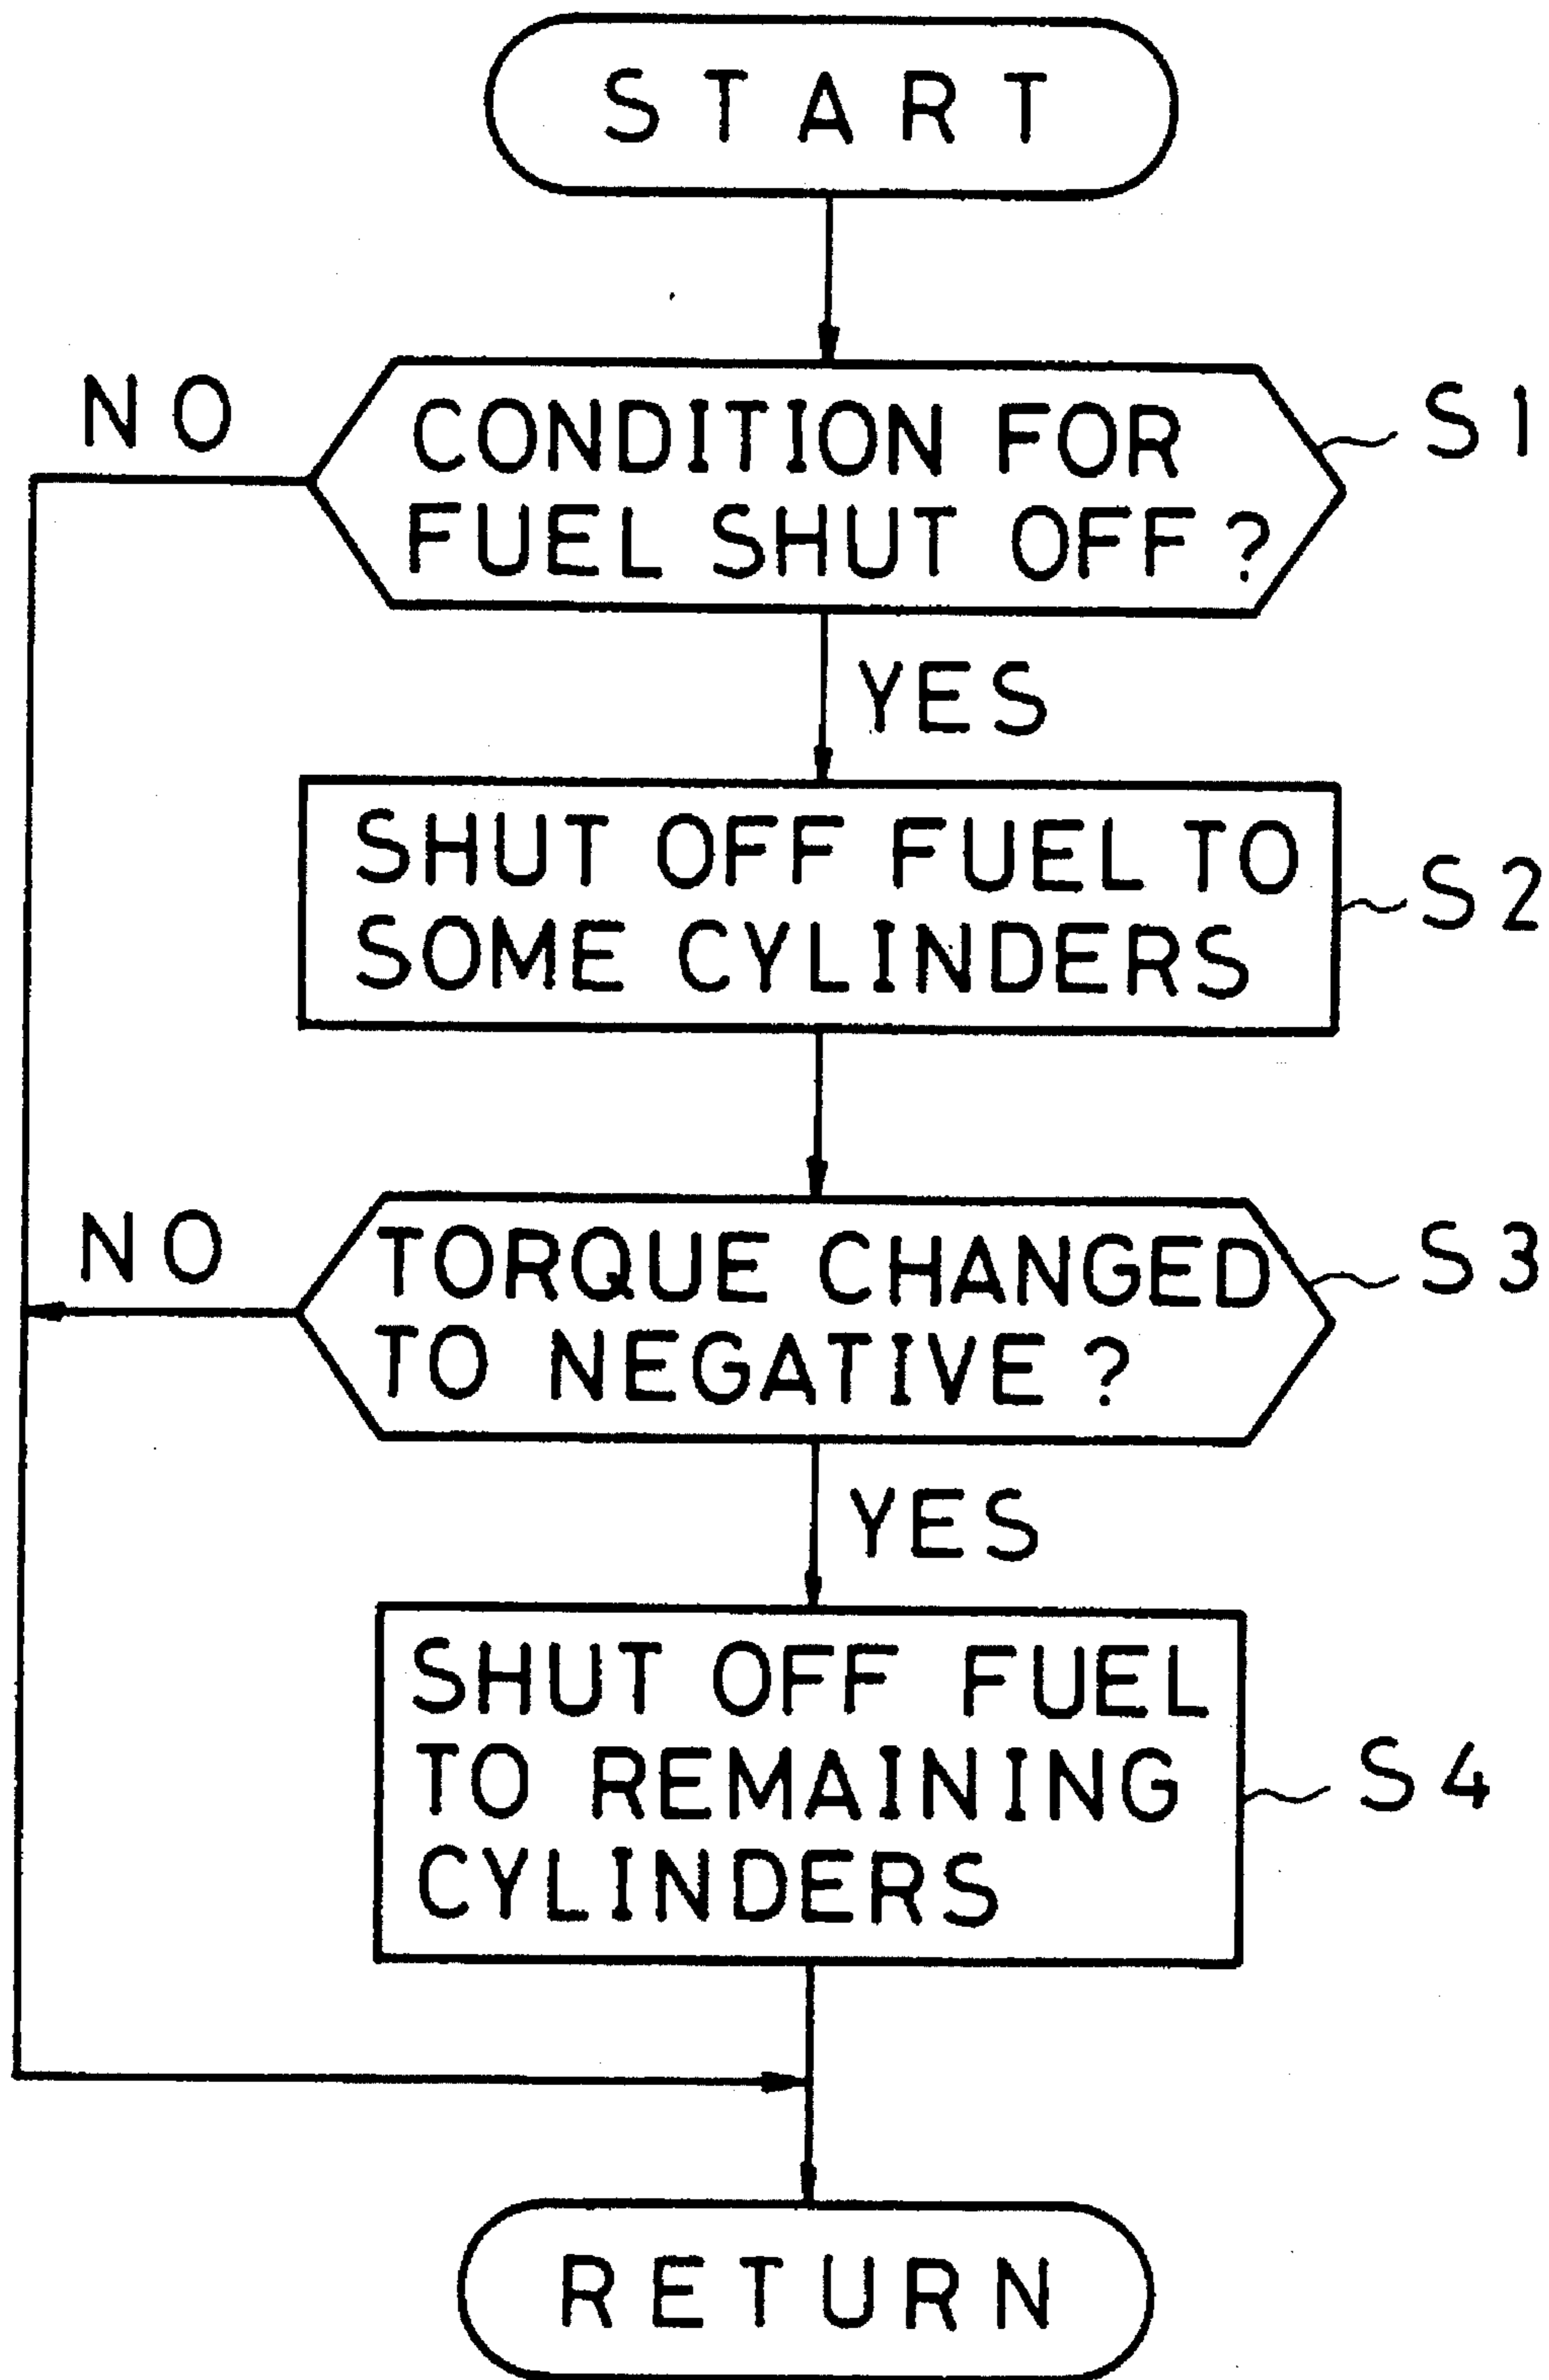 START
NO
CONDITION FOR
FUEL SHUT OFF?
S1
YES
SHUT OFF FUEL TO
SOME CYLINDERS
S2
NO
TORQUE CHANGED
TO NEGATIVE?
S3
YES
SHUT OFF FUEL
TO REMAINING
CYLINDERS
S4
RETURN